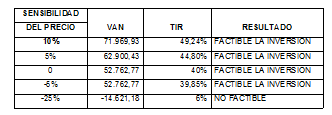 SENSIBILIDAD
DEL PRECIO VAN TIR RESULTADO
10% 71.969,93 49,24% FACTIBLE LA INVERSION
5% 62.900,43 44,80% FACTIBLE LA INVERSION
0 52.762,77 40% FACTIBLE LA INVERSION
-6% 52.762,77 39,85% FACTIBLE LA INVERSION
-25% -14.621,18 6% NO FACTIBLE